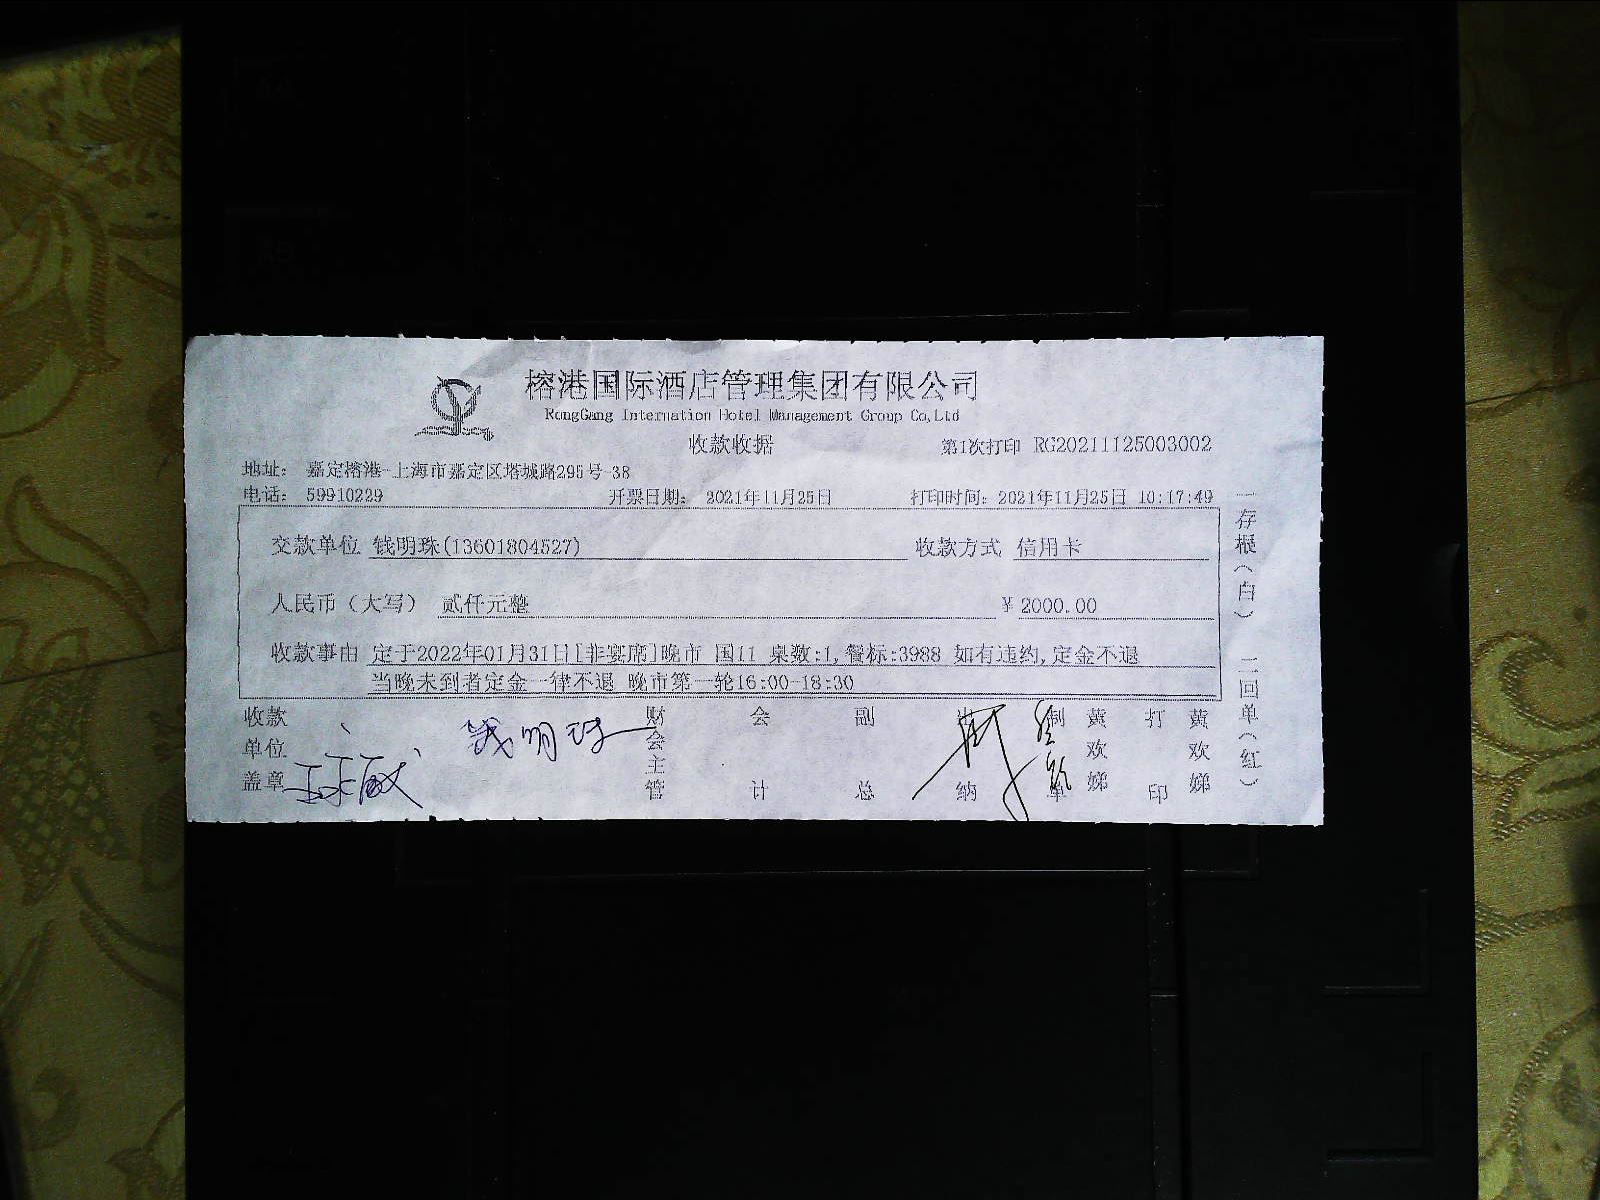 榕港国际酒店管理集团有限公司
RongGang Internation Hotel Management Group Co,Ltd
收款收据
第1次打印 RG20211125003002
地址： 嘉定榕港-上海市嘉定区塔城路295号-38
电话： 59910229
开票日期： 2021年11月25日
打印时间：2021年11月25日 10:17:49
交款单位 钱明珠(13601804527)
收款方式 信用卡
人民币（大写） 贰仟元整
￥2000.00
收款事由 定于2022年01月31日[非宴席]晚市 国11 桌数:1,餐标:3988 如有违约,定金不退
当晚未到者定金一律不退 晚市第一轮16:00-18:30
收款单位盖章
钱明珠
财会主管
会计
副总
出纳
制单
黄欢娣
打印
黄欢娣
一存根（白） 二回单（红）